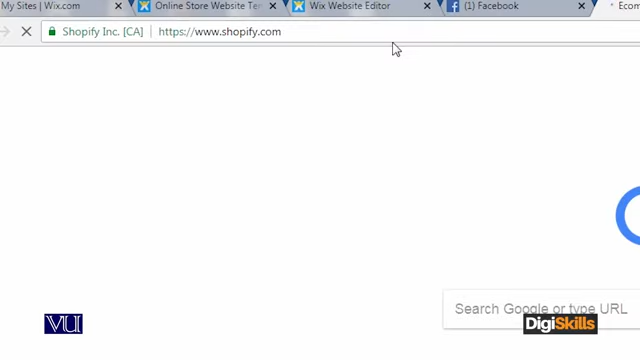 My Sites | Wix.com
Online Store Website Ten
Wix Website Editor
(1) Facebook
Ecom
Shopify Inc. [CA]
https://www.shopify.com
Search Google or type URL
VU
DigiSkills